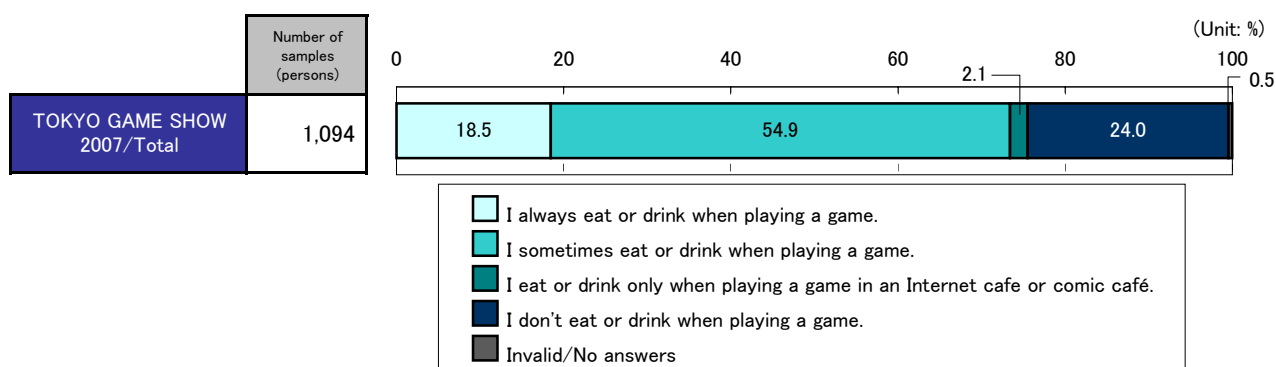 (Unit: %)
Number of
samples
(persons)
0 20 40 60 80 100
2.1
0.5
TOKYO GAME SHOW
2007/Total
1,094
18.5 54.9 24.0
I always eat or drink when playing a game.
I sometimes eat or drink when playing a game.
I eat or drink only when playing a game in an Internet cafe or comic café.
I don't eat or drink when playing a game.
Invalid/No answers